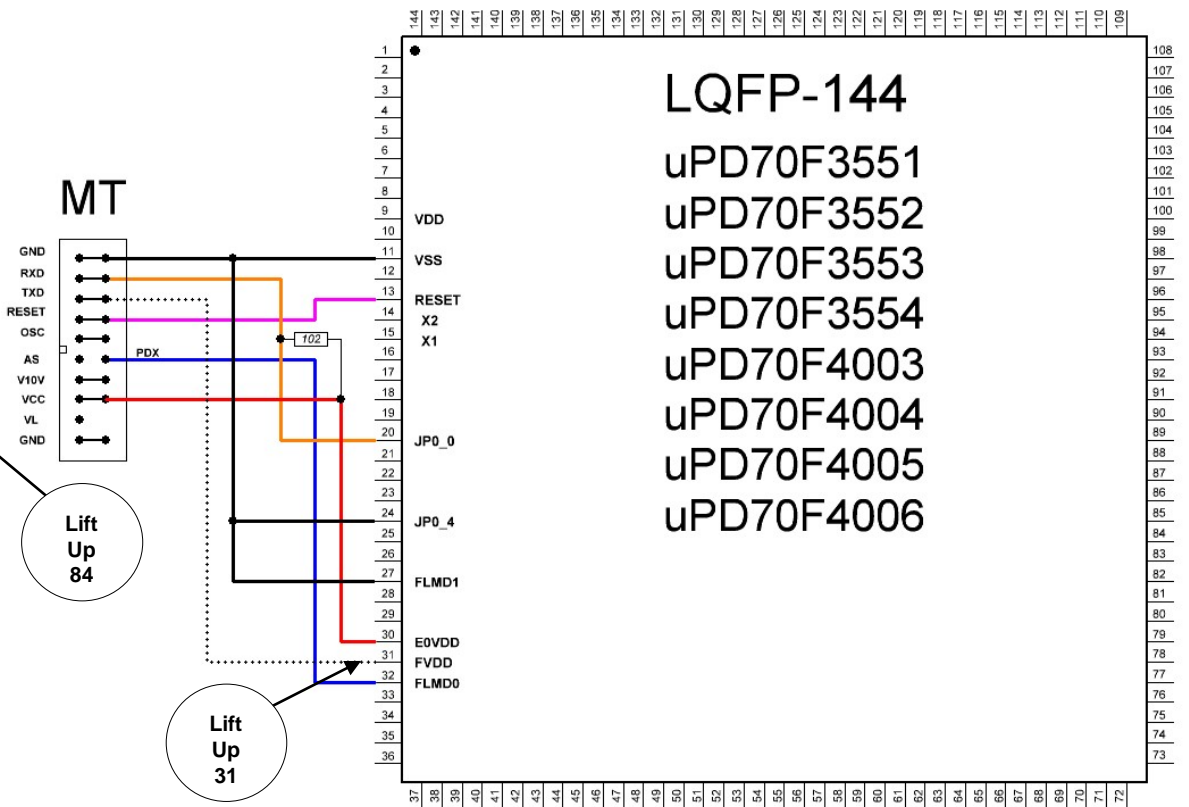 144 143 142 141 140 139 138 137 136 135 134 133 132 131 130 129 128 127 126 125 124 123 122 121 120 119 118 117 116 115 114 113 112 111 110 109
1
2
3
4
5
6
7
8
9
10
11
12
13
14
15
16
17
18
19
20
21
22
23
24
25
26
27
28
29
30
31
32
33
34
35
36
VDD
VSS
RESET
X2
X1
JP0_0
JP0_4
FLMD1
E0VDD
FVDD
FLMD0
LQFP-144
uPD70F3551
uPD70F3552
uPD70F3553
uPD70F3554
uPD70F4003
uPD70F4004
uPD70F4005
uPD70F4006
108
107
106
105
104
103
102
101
100
99
98
97
96
95
94
93
92
91
90
89
88
87
86
85
84
83
82
81
80
79
78
77
76
75
74
73
37 38 39 40 41 42 43 44 45 46 47 48 49 50 51 52 53 54 55 56 57 58 59 60 61 62 63 64 65 66 67 68 69 70 71 72
MT
GND
RXD
TXD
RESET
OSC
AS
V10V
VCC
VL
GND
PDX
102
Lift
Up
84
Lift
Up
31